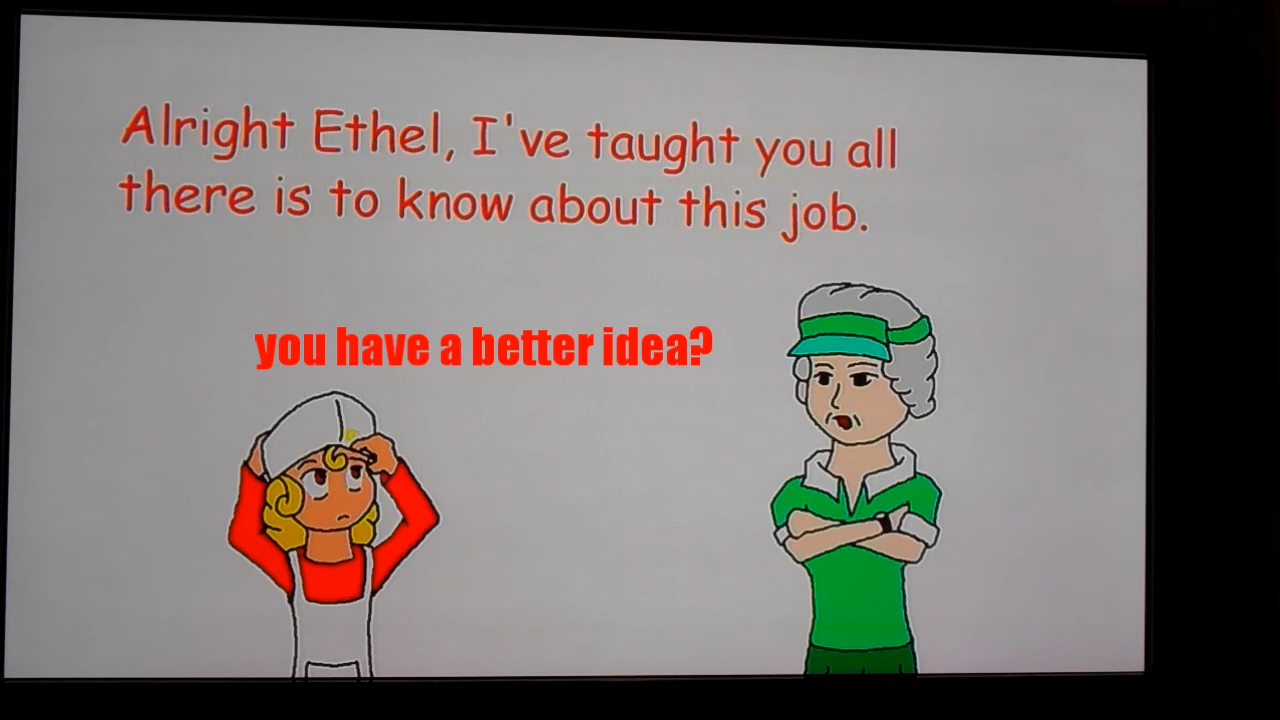 Alright Ethel, I've taught you all
there is to know about this job.
you have a better idea?